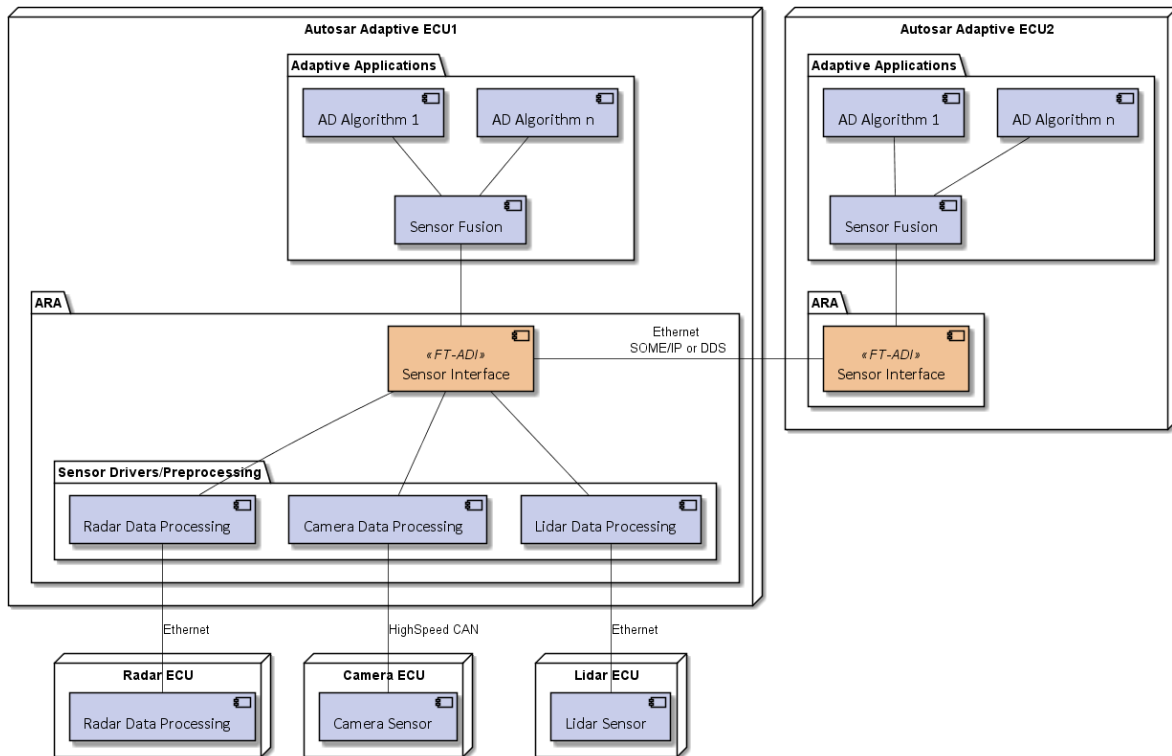 Autosar Adaptive ECU1
Adaptive Applications
AD Algorithm 1
AD Algorithm n
Sensor Fusion
ARA
«FT-ADI»
Sensor Interface
Sensor Drivers/Preprocessing
Radar Data Processing
Camera Data Processing
Lidar Data Processing
Ethernet
SOME/IP or DDS
Autosar Adaptive ECU2
Adaptive Applications
AD Algorithm 1
AD Algorithm n
Sensor Fusion
ARA
«FT-ADI»
Sensor Interface
Ethernet
HighSpeed CAN
Ethernet
Radar ECU
Radar Data Processing
Camera ECU
Camera Sensor
Lidar ECU
Lidar Sensor